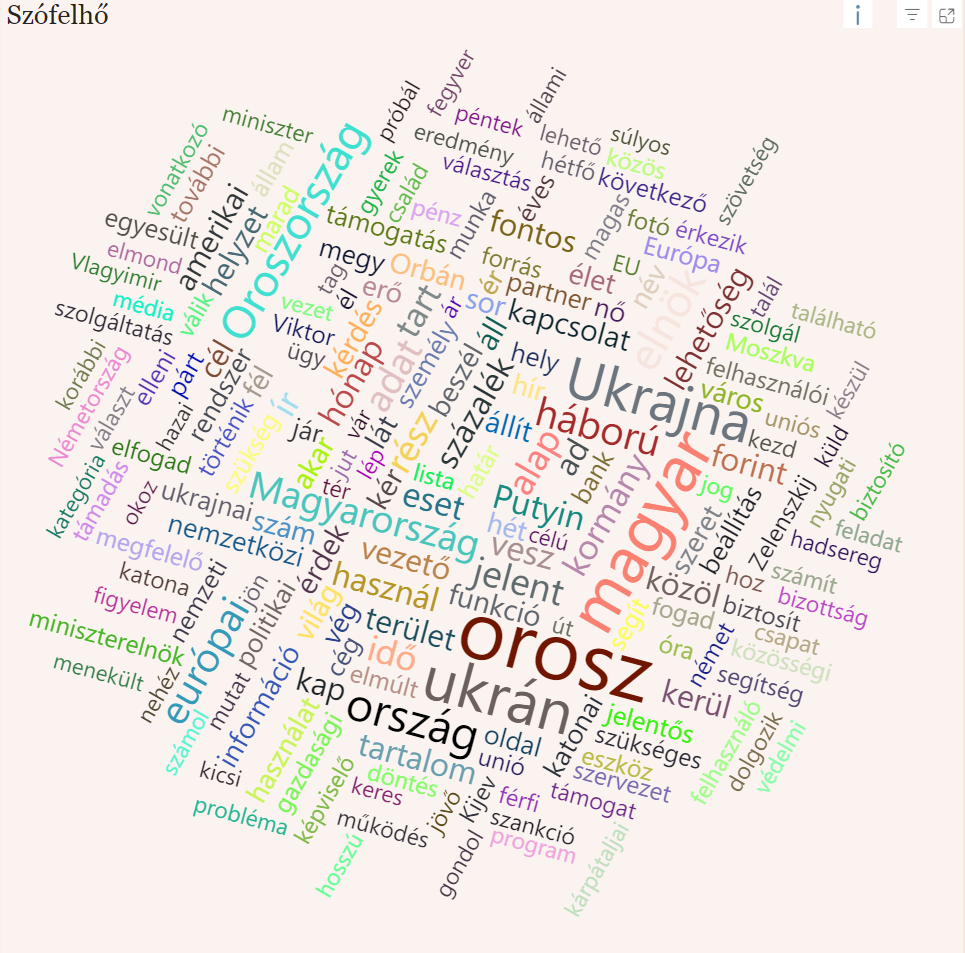 Szófelhő
fegyver
állami
próbál
péntek
miniszter
eredmény
lehető
súlyos
vonatkozó
további
állam
Oroszország
gyerek
család
választás
hétfő
közös
következő
szövetség
egyesült
amerikai
helyzet
marad
támogatás
pénz
munka
éves
fontos
magas
fotó
érkezik
elmond
Vlagyimir
megy
Orbán
forrás
élet
EU
Európa
név
elnök
média
válik
tag
el
erő
ér
partner
nő
lehetőség
talál
szolgáltatás
vezet
Viktor
kérdés
tart
ár
sor
kapcsolat
szolgál
található
korábbi
Németország
elleni
párt
cél
ügy
hónap
adat
személy
beszél
áll
hely
Ukrajna
Moszkva
felhasználói
készül
választ
hazai
rendszer
fél
történik
ír
jár
vár
lát
rész
százalék
hír
állít
háború
város
uniós
küld
kategória
támadás
elfogad
szükség
akar
jut
lép
kér
lista
határ
alap
ad
bank
kormány
magyar
forint
kezd
nyugati
biztosító
okoz
ukrajnai
tér
Magyarország
eset
Putyin
jog
szeret
beállítás
Zelenszkij
feladat
hadsereg
megfelelő
nemzetközi
szám
érdek
vezető
hét
célú
vesz
katona
figyelem
nemzeti
jön
politikai
világ
használ
jelent
funkció
közöl
hoz
számít
bizottság
miniszterelnök
európai
vég
cég
terület
orosz
út
segít
fogad
biztosít
csapat
menekült
nehéz
mutat
információ
idő
óra
német
közösségi
számol
használat
kap
elmúlt
ukrán
kerül
segítség
kicsi
gazdasági
ország
oldal
katonai
jelentős
szükséges
felhasználó
dolgozik
védelmi
probléma
képviselő
tartalom
döntés
unió
eszköz
szervezet
hosszú
keres
működés
jövő
Kijev
férfi
támogat
gondol
szankció
program
kárpátaljai